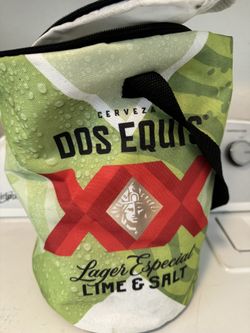 CERVEZA
DOS EQUIS
XX
Lager Especial
LIME & SALT